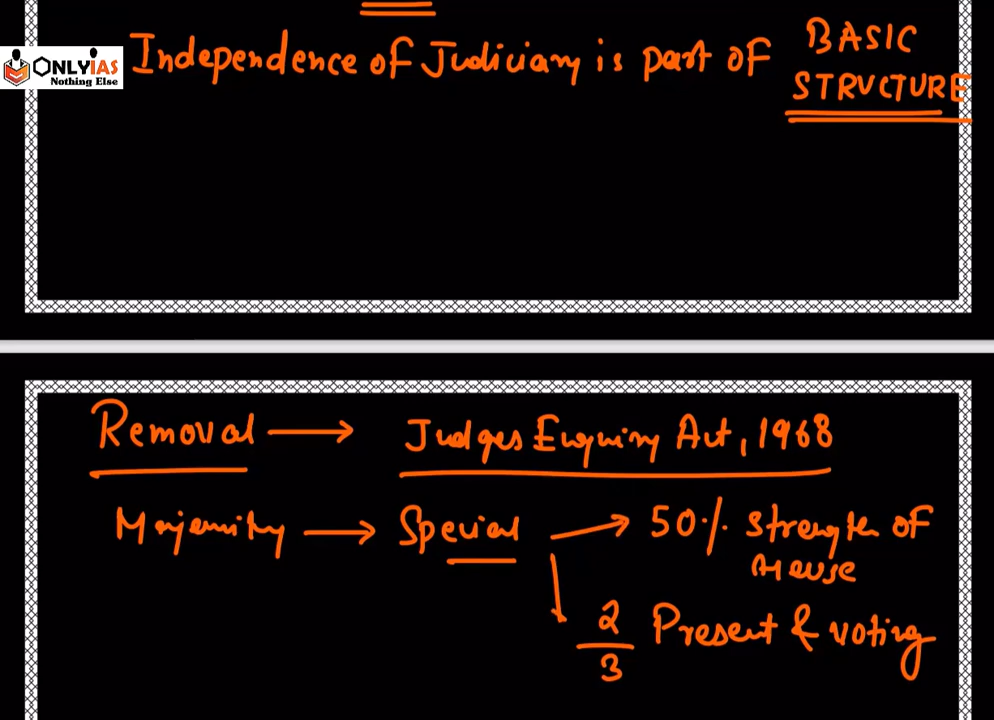 ONLYIAS
Nothing Else
Independence of Judiciary is part of BASIC
STRUCTURE
Removal → Judges Enquiry Act, 1968
Majority → Special → 50% strength of
House
2/3 Present & voting